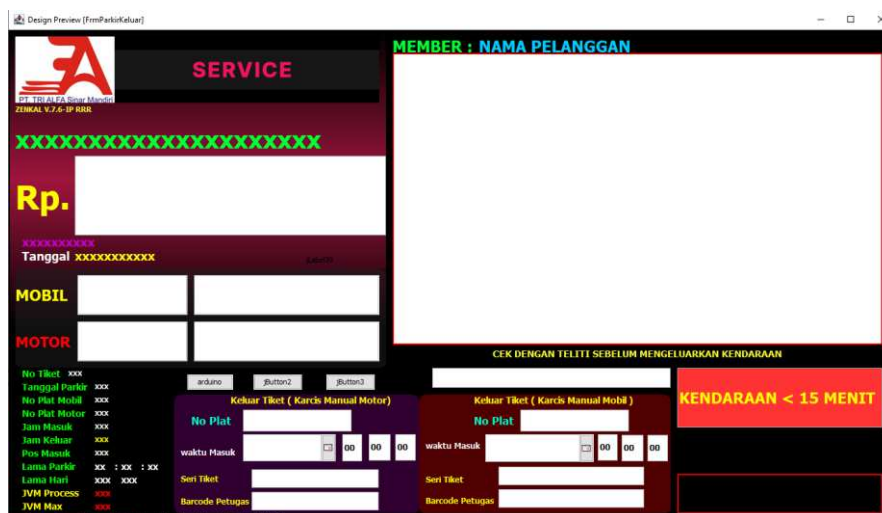 Design Preview [FrmParkirKeluar]
SERVICE
PT. TRI ALFA Sinar Mandiri
ZENKAL V.7.6-IP RRR
MEMBER : NAMA PELANGGAN
XXXXXXXXXXXXXXXXXXXXX
Rp.
XXXXXXXXXX
Tanggal XXXXXXXXXXX
MOBIL
MOTOR
CEK DENGAN TELITI SEBELUM MENGELUARKAN KENDARAAN
No Tiket xxx
Tanggal Parkir xxx
No Plat Mobil xxx
No Plat Motor xxx
Jam Masuk xxx
Jam Keluar xxx
Pos Masuk xxx
Lama Parkir xx : xx : xx
Lama Hari xxx xxx
JVM Process xxx
JVM Max xxx
arduino jButton2 jButton3
Keluar Tiket ( Karcis Manual Motor)
No Plat
waktu Masuk 00 00 00
Seri Tiket
Barcode Petugas
Keluar Tiket ( Karcis Manual Mobil )
No Plat
waktu Masuk 00 00 00
Seri Tiket
Barcode Petugas
KENDARAAN < 15 MENIT